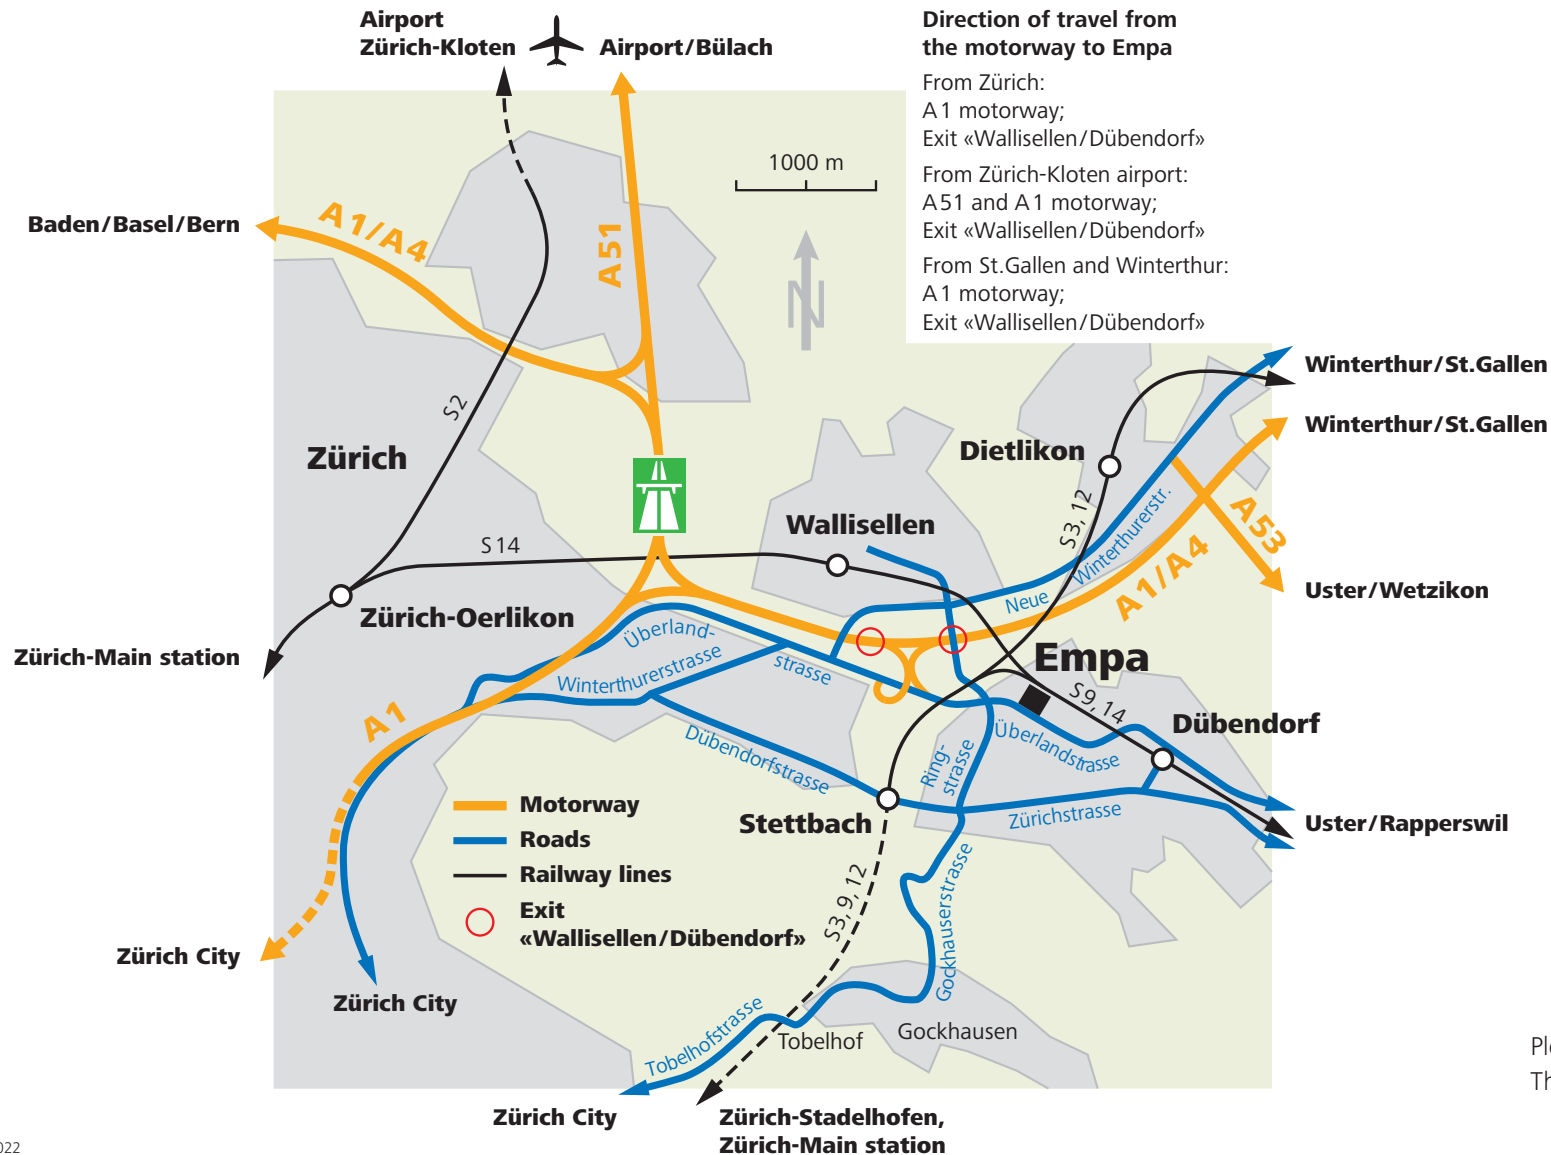 Airport
Zürich-Kloten
Airport/Bülach
Direction of travel from
the motorway to Empa
From Zürich:
A1 motorway;
Exit «Wallisellen/Dübendorf»
From Zürich-Kloten airport:
A51 and A1 motorway;
Exit «Wallisellen/Dübendorf»
From St.Gallen and Winterthur:
A1 motorway;
Exit «Wallisellen/Dübendorf»
1000 m
N
Baden/Basel/Bern
A1/A4
A51
S2
Zürich
Winterthur/St.Gallen
Winterthur/St.Gallen
Dietlikon
Wallisellen
S3, 12
Winterthurerstr.
Neue
A53
A1/A4
Uster/Wetzikon
S14
Zürich-Oerlikon
Zürich-Main station
Überland-
strasse
Winterthurerstrasse
A1
Empa
S9, 14
Dübendorf
Überlandstrasse
Ring-
strasse
Dübendorfstrasse
Zürichstrasse
Stettbach
Uster/Rapperswil
Motorway
Roads
Railway lines
Exit
«Wallisellen/Dübendorf»
S3, 9, 12
Gockhauserstrasse
Zürich City
Zürich City
Tobelhofstrasse
Tobelhof
Gockhausen
Zürich City
Zürich-Stadelhofen,
Zürich-Main station
022